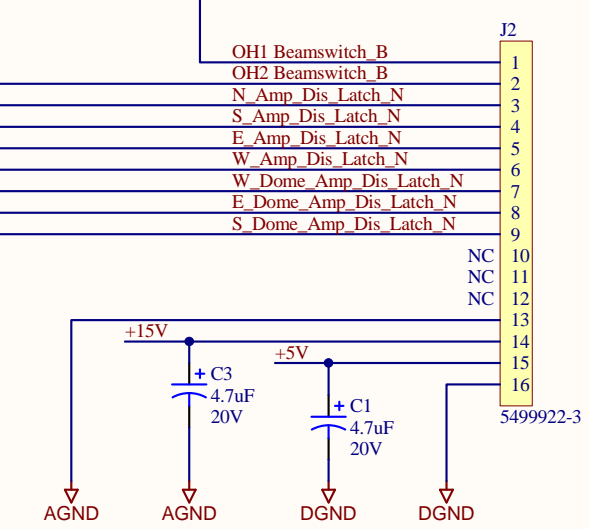 J2
OH1 Beamswitch_B 1
OH2 Beamswitch_B 2
N_Amp_Dis_Latch_N 3
S_Amp_Dis_Latch_N 4
E_Amp_Dis_Latch_N 5
W_Amp_Dis_Latch_N 6
W_Dome_Amp_Dis_Latch_N 7
E_Dome_Amp_Dis_Latch_N 8
S_Dome_Amp_Dis_Latch_N 9
NC 10
NC 11
NC 12
13
+15V 14
+5V 15
16
+ C3
4.7uF
20V
+ C1
4.7uF
20V
5499922-3
AGND AGND DGND DGND